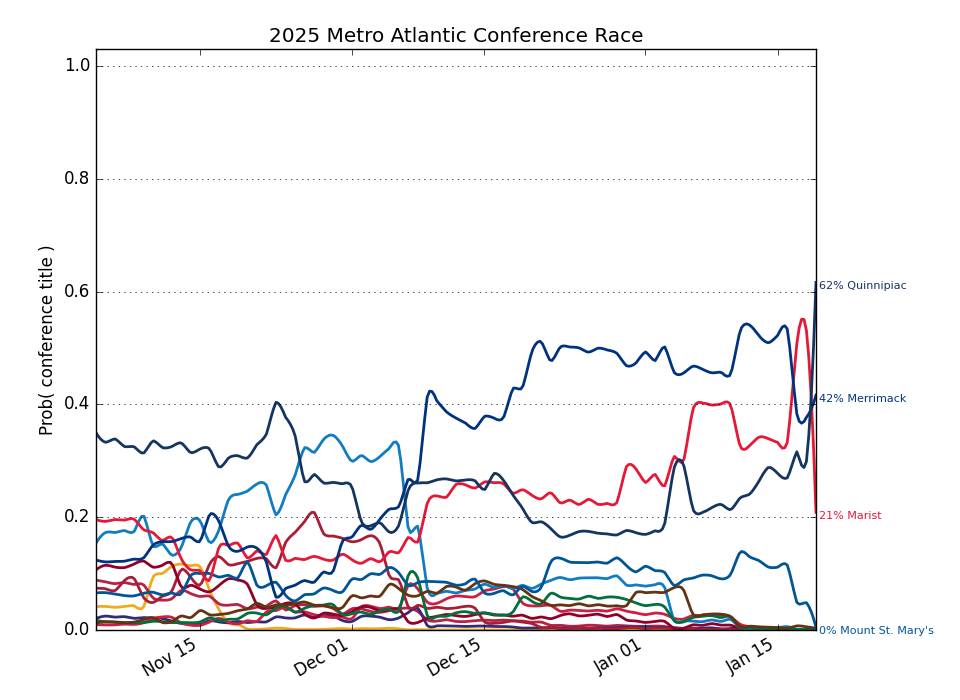 2025 Metro Atlantic Conference Race
1.0
0.8
0.6
0.4
0.2
0.0
Prob( conference title )
62% Quinnipiac
42% Merrimack
21% Marist
0% Mount St. Mary's
Nov 15
Dec 01
Dec 15
Jan 01
Jan 15